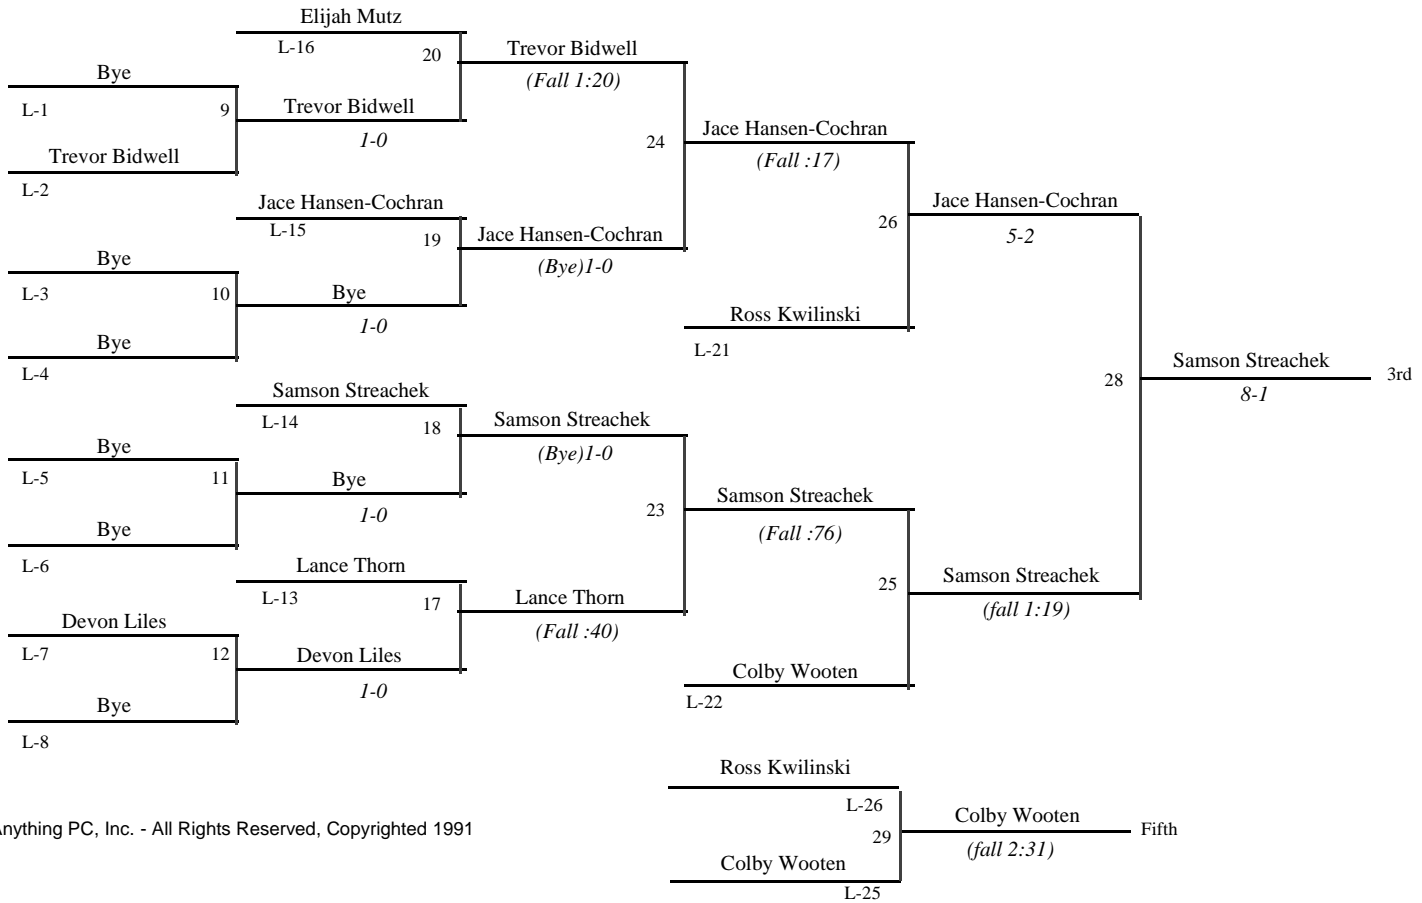 Elijah Mutz
L-16
20
Trevor Bidwell
(Fall 1:20)
Bye
L-1
9
Trevor Bidwell
1-0
Trevor Bidwell
L-2
24
Jace Hansen-Cochran
(Fall :17)
Jace Hansen-Cochran
L-15
19
Jace Hansen-Cochran
(Bye)1-0
26
Jace Hansen-Cochran
5-2
Bye
L-3
10
Bye
1-0
Bye
L-4
Ross Kwilinski
L-21
28
Samson Streachek
8-1
3rd
Samson Streachek
L-14
18
Samson Streachek
(Bye)1-0
Bye
L-5
11
Bye
1-0
Bye
L-6
23
Samson Streachek
(Fall :76)
Lance Thorn
L-13
17
Lance Thorn
(Fall :40)
25
Samson Streachek
(fall 1:19)
Devon Liles
L-7
12
Devon Liles
1-0
Bye
L-8
Colby Wooten
L-22
Ross Kwilinski
L-26
29
Colby Wooten
(fall 2:31)
Fifth
Colby Wooten
L-25
nything PC, Inc. - All Rights Reserved, Copyrighted 1991